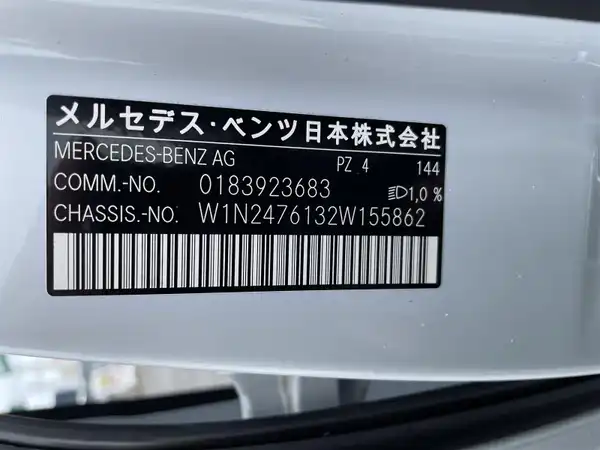 メルセデス・ベンツ日本株式会社
MERCEDES-BENZ AG PZ 4 144
COMM.-NO. 0183923683 1,0 %
CHASSIS.-NO. W1N2476132W155862